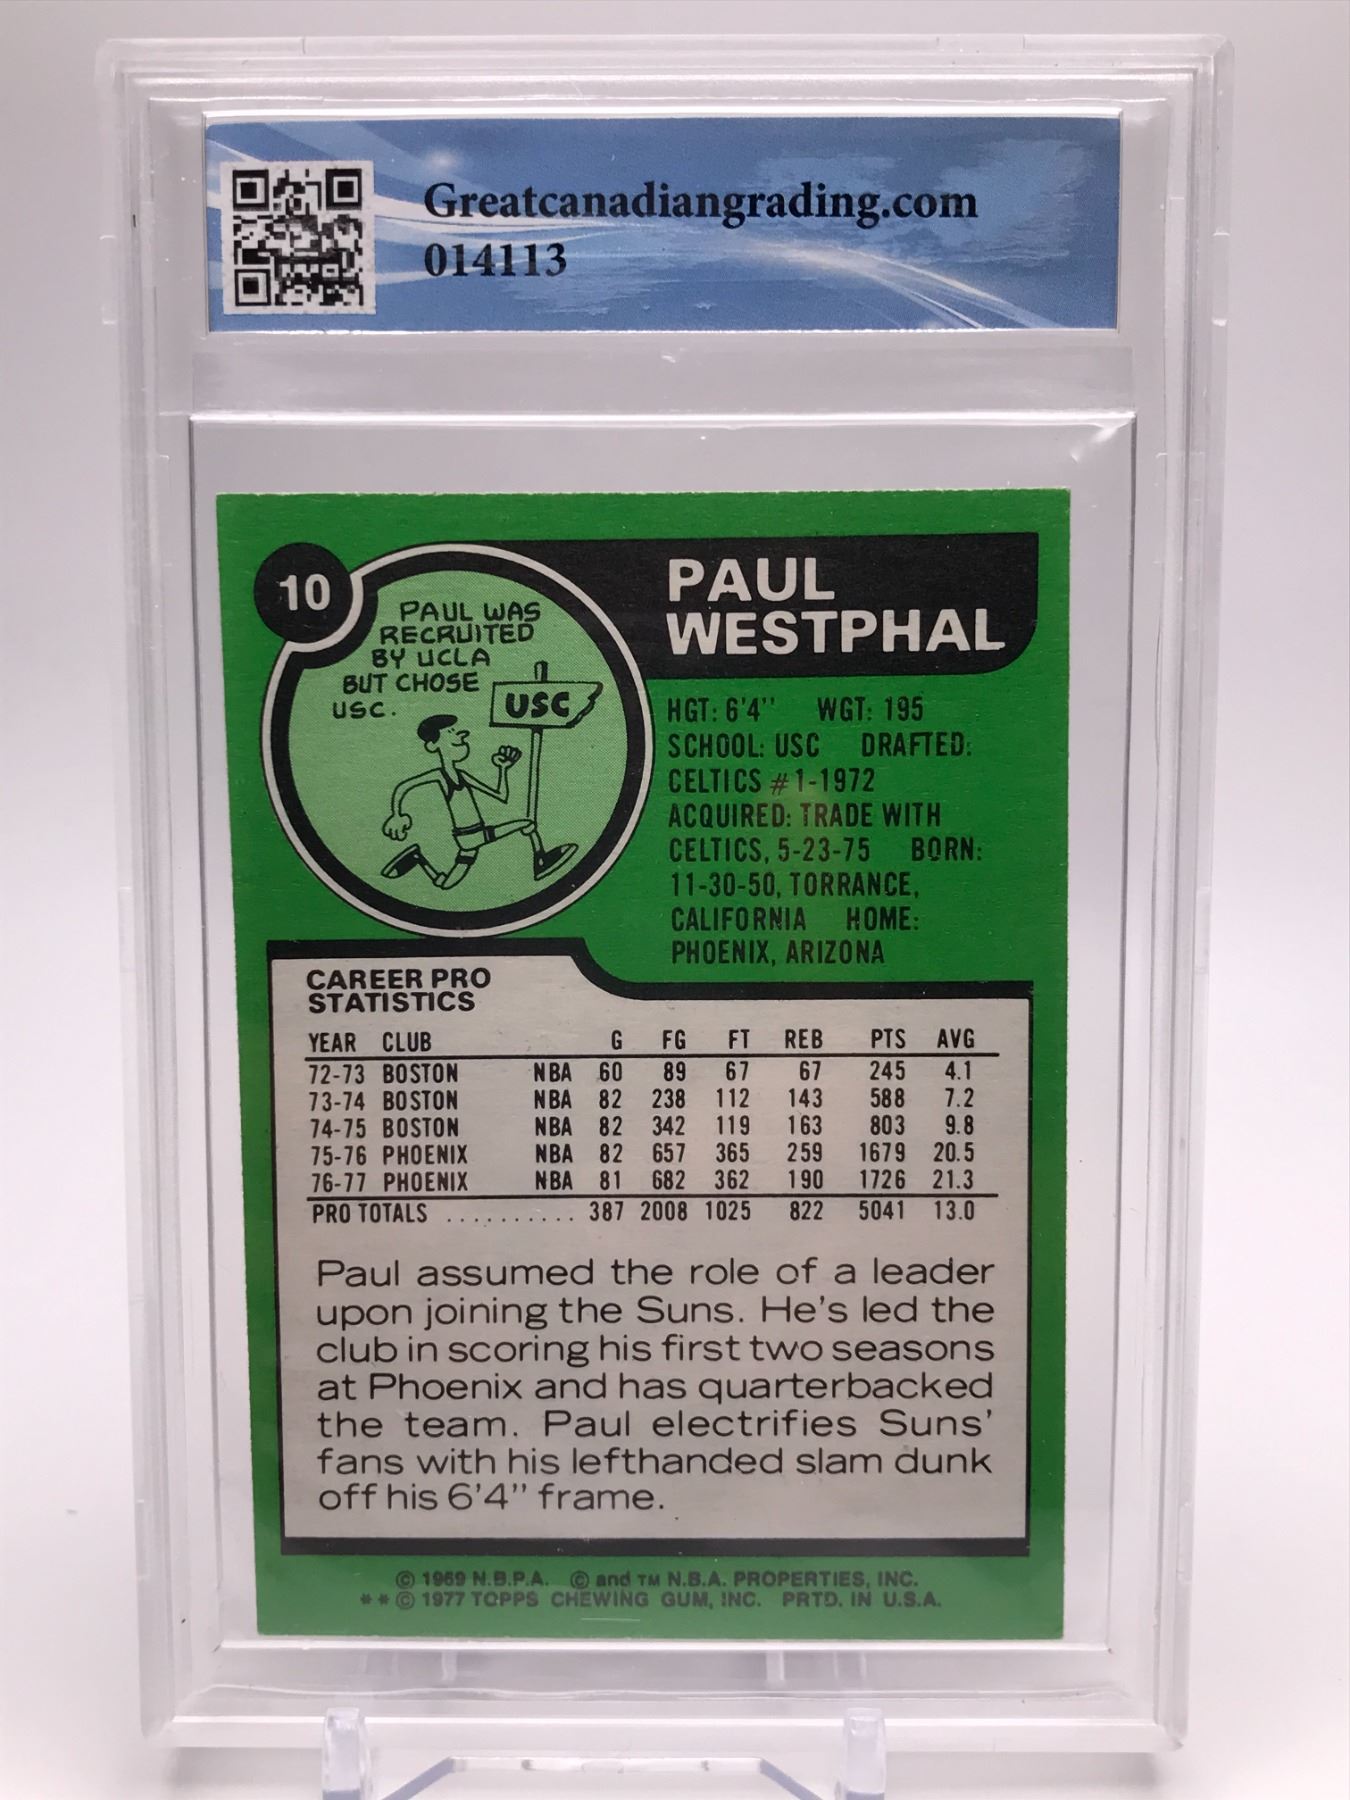 Greatcanadiangrading.com
014113
10
PAUL WAS
RECRUITED
BY UCLA
BUT CHOSE
USC.
USC
PAUL
WESTPHAL
HGT: 6'4" WGT: 195
SCHOOL: USC DRAFTED:
CELTICS #1-1972
ACQUIRED: TRADE WITH
CELTICS, 5-23-75 BORN:
11-30-50, TORRANCE,
CALIFORNIA HOME:
PHOENIX, ARIZONA
CAREER PRO
STATISTICS
YEAR CLUB G FG FT REB PTS AVG
72-73 BOSTON NBA 60 89 67 67 245 4.1
73-74 BOSTON NBA 82 238 112 143 588 7.2
74-75 BOSTON NBA 82 342 119 163 803 9.8
75-76 PHOENIX NBA 82 657 365 259 1679 20.5
76-77 PHOENIX NBA 81 682 362 190 1726 21.3
PRO TOTALS .......... 387 2008 1025 822 5041 13.0
Paul assumed the role of a leader
upon joining the Suns. He's led the
club in scoring his first two seasons
at Phoenix and has quarterbacked
the team. Paul electrifies Suns'
fans with his lefthanded slam dunk
off his 6'4" frame.
© 1969 N.B.P.A. © and TM N.B.A. PROPERTIES, INC.
**© 1977 TOPPS CHEWING GUM, INC. PRTD. IN U.S.A.